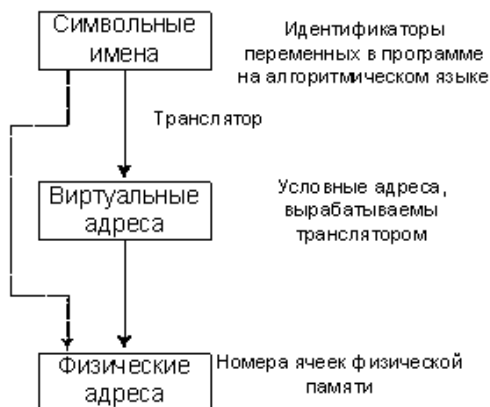 Символьные
имена
Идентификаторы
переменных в программе
на алгоритмическом языке
Транслятор
Виртуальные
адреса
Условные адреса,
вырабатываемы
транслятором
Физические
адреса
Номера ячеек физической
памяти